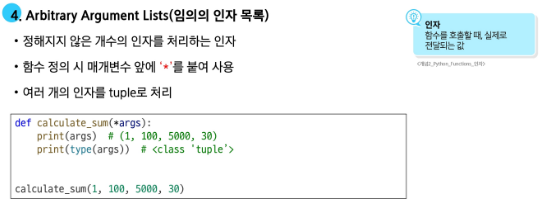 4. Arbitrary Argument Lists(임의의 인자 목록)
• 정해지지 않은 개수의 인자를 처리하는 인자
• 함수 정의 시 매개변수 앞에 '*'를 붙여 사용
• 여러 개의 인자를 tuple로 처리
def calculate_sum(*args):
    print(args)  # (1, 100, 5000, 30)
    print(type(args))  # <class 'tuple'>
calculate_sum(1, 100, 5000, 30)
인자
함수를 호출할 때, 실제로
전달되는 값